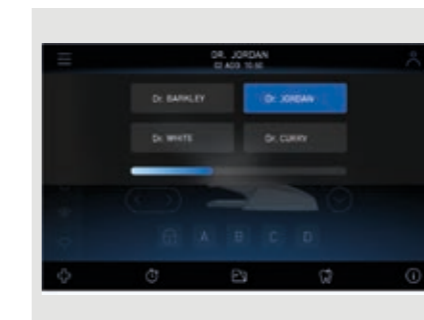 DR. JORDAN
Dr. BARKLEY
Dr. JORDAN
Dr. WHITE
Dr. CURRY
A B C D